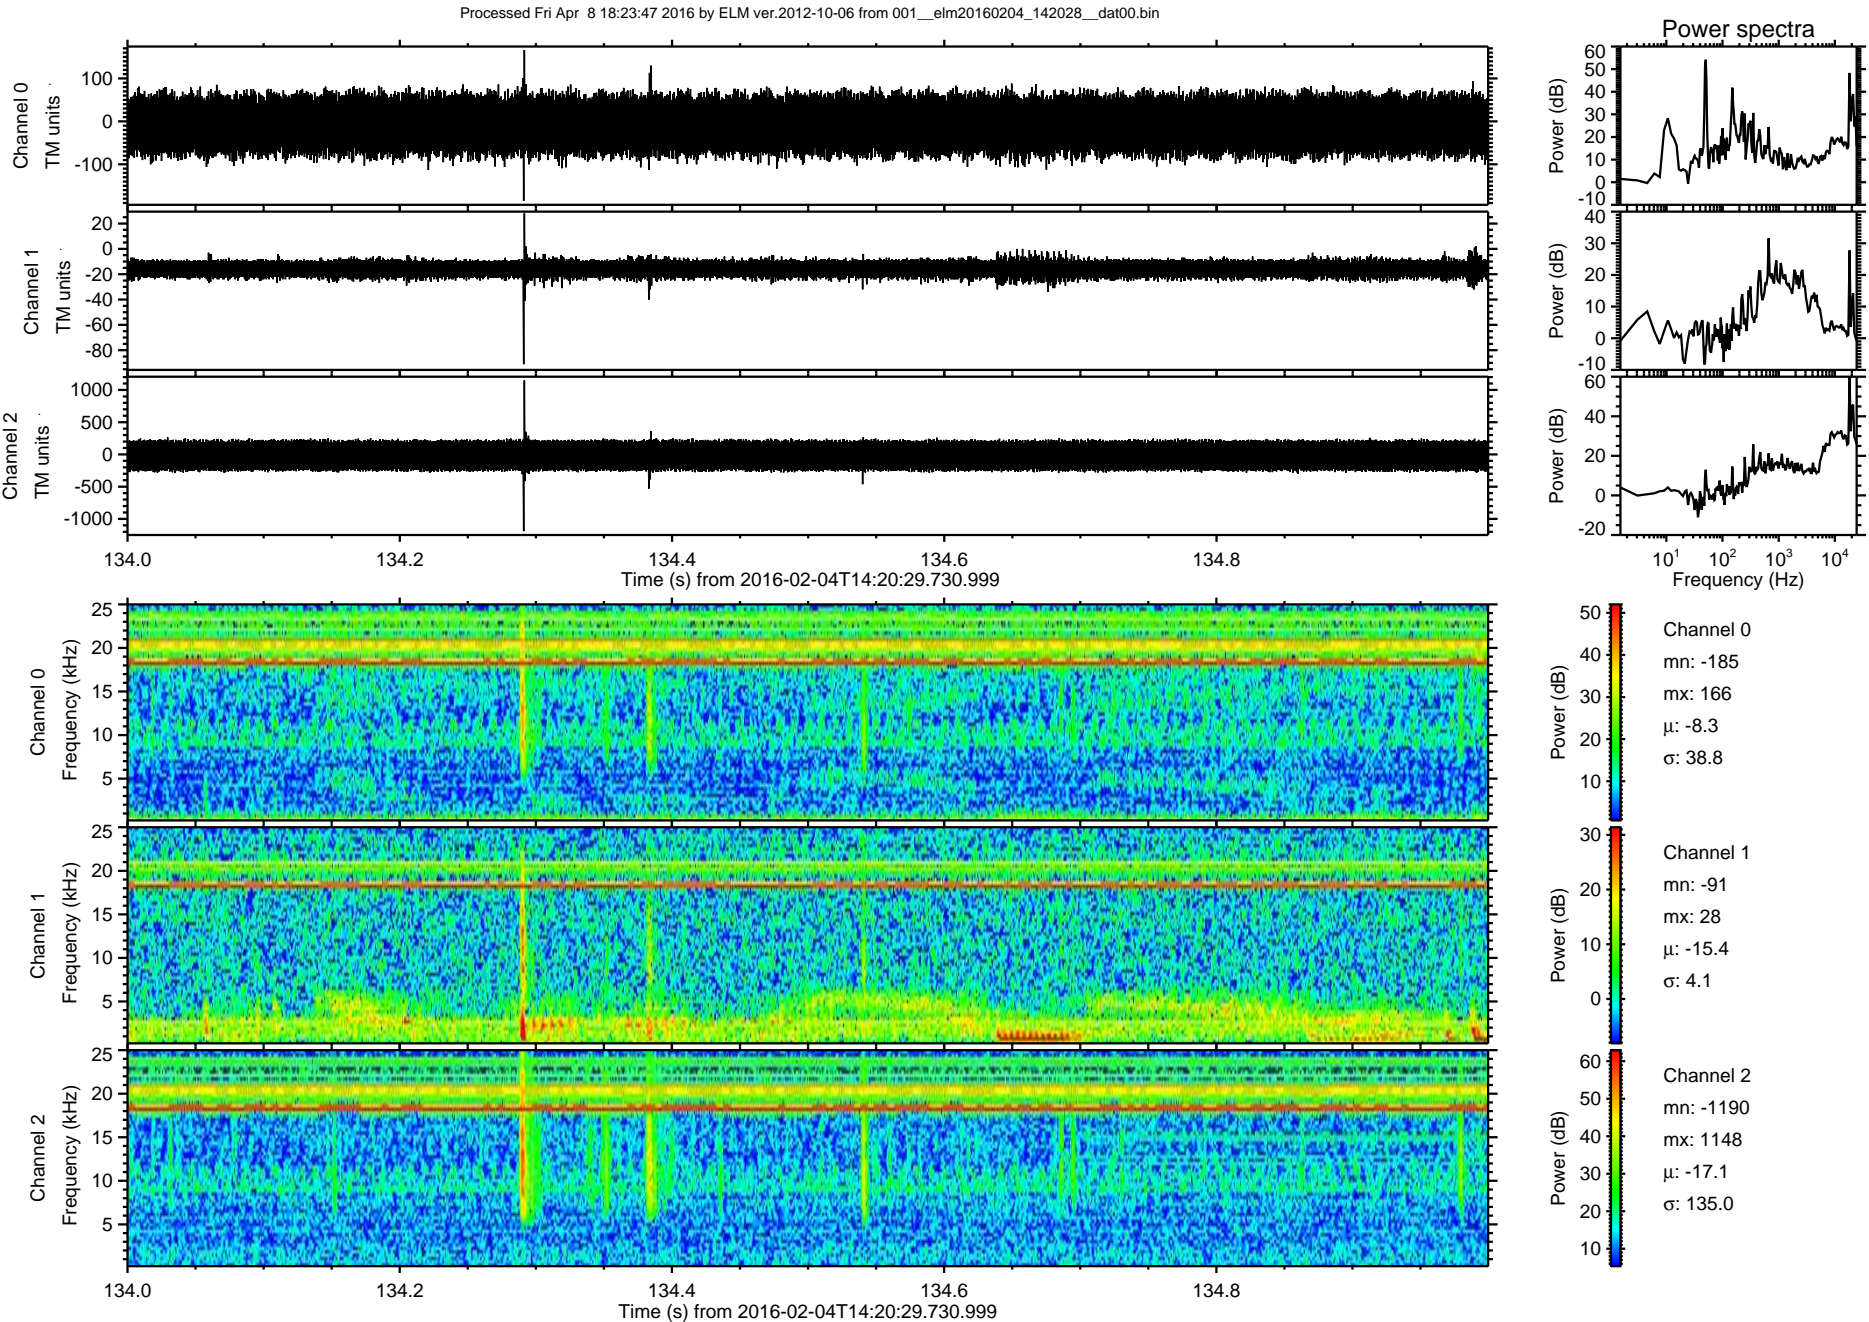 Processed Fri Apr  8 18:23:47 2016 by ELM ver.2012-10-06 from 001__elm20160204_142028__dat00.bin
Power spectra
Channel 0
TM units
100
0
-100
Power (dB)
60
50
40
30
20
10
0
-10
Channel 1
TM units
20
0
-20
-40
-60
-80
Power (dB)
40
30
20
10
0
-10
Channel 2
TM units
1000
500
0
-500
-1000
Power (dB)
60
40
20
0
-20
134.0 134.2 134.4 134.6 134.8
Time (s) from 2016-02-04T14:20:29.730.999
10¹ 10² 10³ 10⁴
Frequency (Hz)
Channel 0
Frequency (kHz)
25
20
15
10
5
Power (dB)
50
40
30
20
10
Channel 0
mn: -185
mx: 166
μ: -8.3
σ: 38.8
Channel 1
Frequency (kHz)
25
20
15
10
5
Power (dB)
30
20
10
0
Channel 1
mn: -91
mx: 28
μ: -15.4
σ: 4.1
Channel 2
Frequency (kHz)
25
20
15
10
5
Power (dB)
60
50
40
30
20
10
Channel 2
mn: -1190
mx: 1148
μ: -17.1
σ: 135.0
134.0 134.2 134.4 134.6 134.8
Time (s) from 2016-02-04T14:20:29.730.999